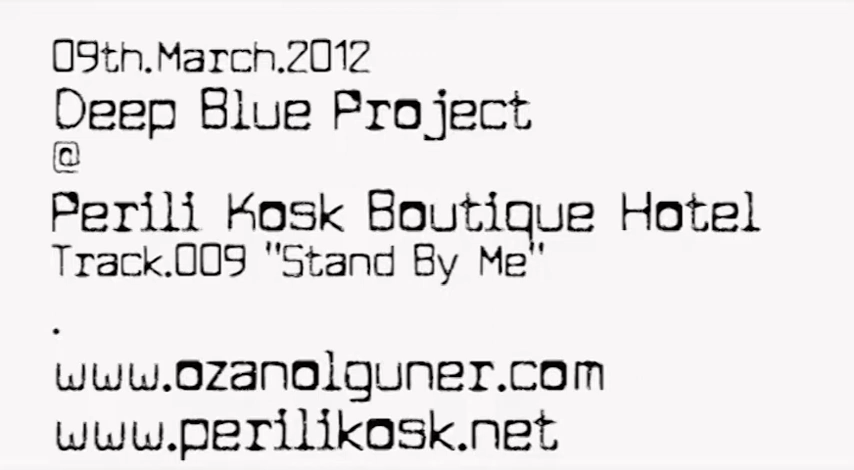 09th.March.2012
Deep Blue Project
@
Perili Kosk Boutique Hotel
Track.009 "Stand By Me"
.
www.ozanolguner.com
www.perilikosk.net